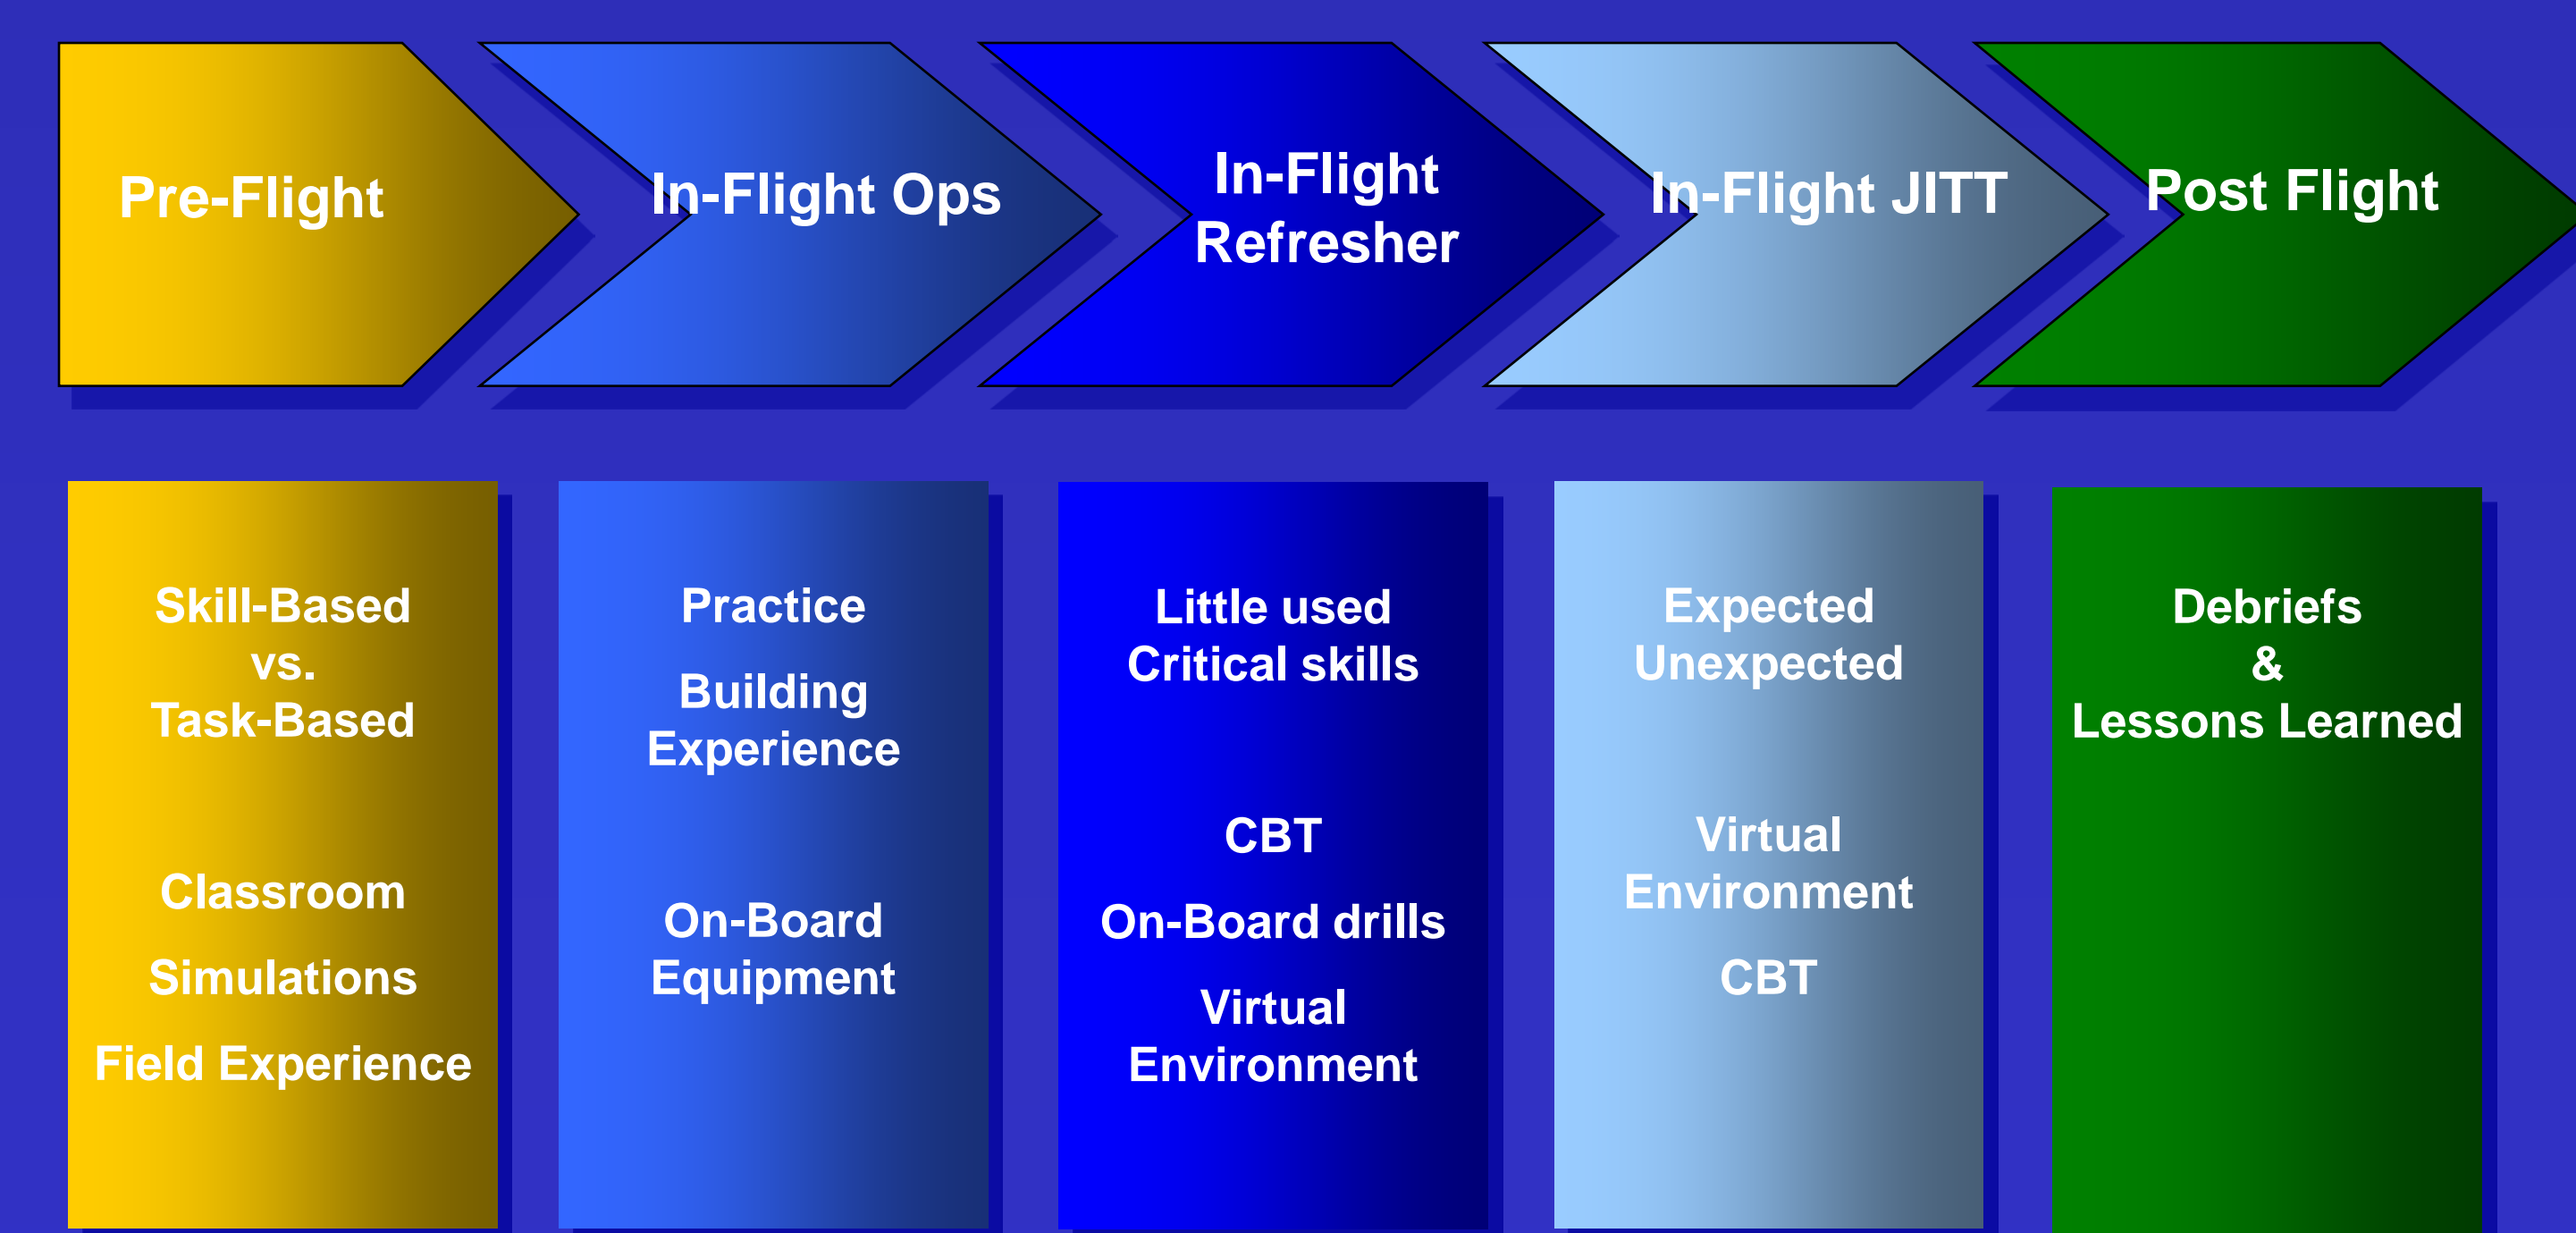 Pre-Flight
In-Flight Ops
In-Flight
Refresher
In-Flight JITT
Post Flight
Skill-Based
vs.
Task-Based
Classroom
Simulations
Field Experience
Practice
Building
Experience
On-Board
Equipment
Little used
Critical skills
CBT
On-Board drills
Virtual
Environment
Expected
Unexpected
Virtual
Environment
CBT
Debriefs
&
Lessons Learned